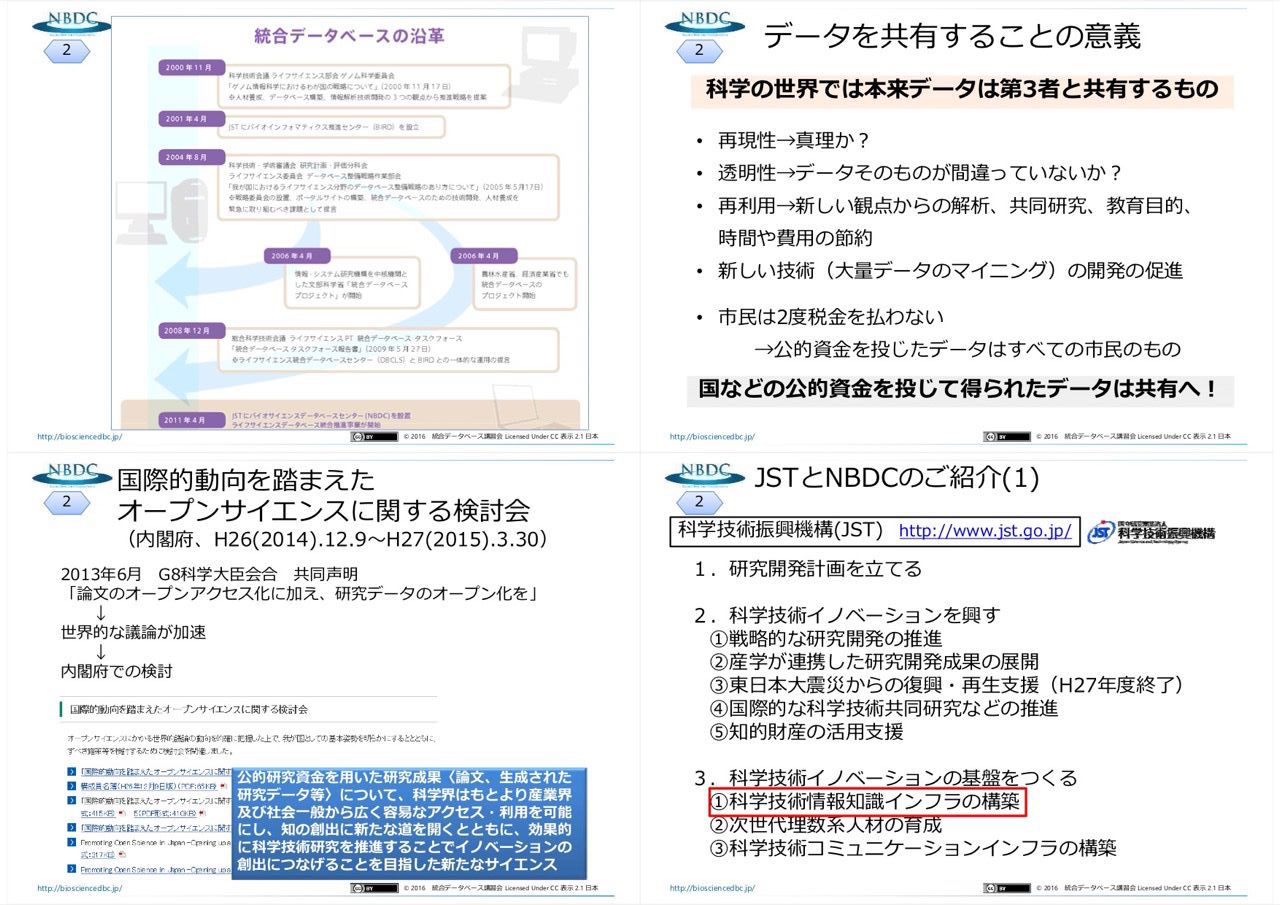 NBDC
2
統合データベースの沿革
2000年11月
科学技術会議 ライフサイエンス部会 ゲノム科学委員会
「ゲノム情報科学におけるわが国の戦略について」(2000年11月17日)
※人材養成、データベース構築、情報解析技術開発の 3 つの観点から推進戦略を提案
2001年4月
JSTにバイオインフォマティクス推進センター（BIRD）を設立
2004年8月
科学技術・学術審議会 研究計画・評価分科会
ライフサイエンス委員会 データベース整備戦略作業部会
「我が国におけるライフサイエンス分野のデータベース整備戦略のあり方について」(2005年5月17日)
※戦略委員会の設置、ポータルサイトの構築、統合データベースのための技術開発、人材養成を
緊急に取り組むべき課題として提言
2006年4月
情報・システム研究機構を中核機関と
した文部科学省「統合データベース
プロジェクト」が開始
2006年4月
農林水産省、経済産業省でも
統合データベースの
プロジェクト開始
2008年12月
総合科学技術会議 ライフサイエンスPT 統合データベース タスクフォース
「統合データベース タスクフォース報告書」(2009年5月27日)
※ライフサイエンス統合データベースセンター（DBCLS）とBIRDとの一体的な運用の提言
2011年4月
JSTにバイオサイエンスデータベースセンター(NBDC)を設置
ライフサイエンスデータベース統合推進事業が開始
http://biosciencedbc.jp/
(cc) BY
© 2016 統合データベース講習会 Licensed Under CC 表示 2.1 日本
NBDC
2
データを共有することの意義
科学の世界では本来データは第3者と共有するもの
• 再現性→真理か？
• 透明性→データそのものが間違っていないか？
• 再利用→新しい観点からの解析、共同研究、教育目的、
時間や費用の節約
• 新しい技術（大量データのマイニング）の開発の促進
• 市民は2度税金を払わない
→公的資金を投じたデータはすべての市民のもの
国などの公的資金を投じて得られたデータは共有へ！
http://biosciencedbc.jp/
(cc) BY
© 2016 統合データベース講習会 Licensed Under CC 表示 2.1 日本
NBDC
2
国際的動向を踏まえた
オープンサイエンスに関する検討会
（内閣府、H26(2014).12.9～H27(2015).3.30）
2013年6月 G8科学大臣会合 共同声明
「論文のオープンアクセス化に加え、研究データのオープン化を」
↓
世界的な議論が加速
↓
内閣府での検討
国際的動向を踏まえたオープンサイエンスに関する検討会
オープンサイエンスにかかる世界的議論の動向を的確に把握した上で、我が国としての基本姿勢を明らかにするとともに、
すべき施策等を検討するために検討会を開催しました。
「国際的動向を踏まえたオープンサイエンスに関す
構成員名簿(H26年12月9日版)(PDF:65KB)
「国際的動向を踏まえたオープンサイエンスに関す
「国際的動向を踏まえたオープンサイエンスに関す
Promoting Open Science in Japan -Opening up a
Promoting Open Science in Japan -Opening up a
公的研究資金を用いた研究成果〈論文、生成された
研究データ等〉について、科学界はもとより産業界
及び社会一般から広く容易なアクセス・利用を可能
にし、知の創出に新たな道を開くとともに、効果的
に科学技術研究を推進することでイノベーションの
創出につなげることを目指した新たなサイエンス
http://biosciencedbc.jp/
(cc) BY
© 2016 統合データベース講習会 Licensed Under CC 表示 2.1 日本
NBDC
2
JSTとNBDCのご紹介(1)
科学技術振興機構(JST) http://www.jst.go.jp/
JST
国立研究開発法人
科学技術振興機構
１．研究開発計画を立てる
２．科学技術イノベーションを興す
①戦略的な研究開発の推進
②産学が連携した研究開発成果の展開
③東日本大震災からの復興・再生支援（H27年度終了）
④国際的な科学技術共同研究などの推進
⑤知的財産の活用支援
３．科学技術イノベーションの基盤をつくる
①科学技術情報知識インフラの構築
②次世代理数系人材の育成
③科学技術コミュニケーションインフラの構築
http://biosciencedbc.jp/
(cc) BY
© 2016 統合データベース講習会 Licensed Under CC 表示 2.1 日本